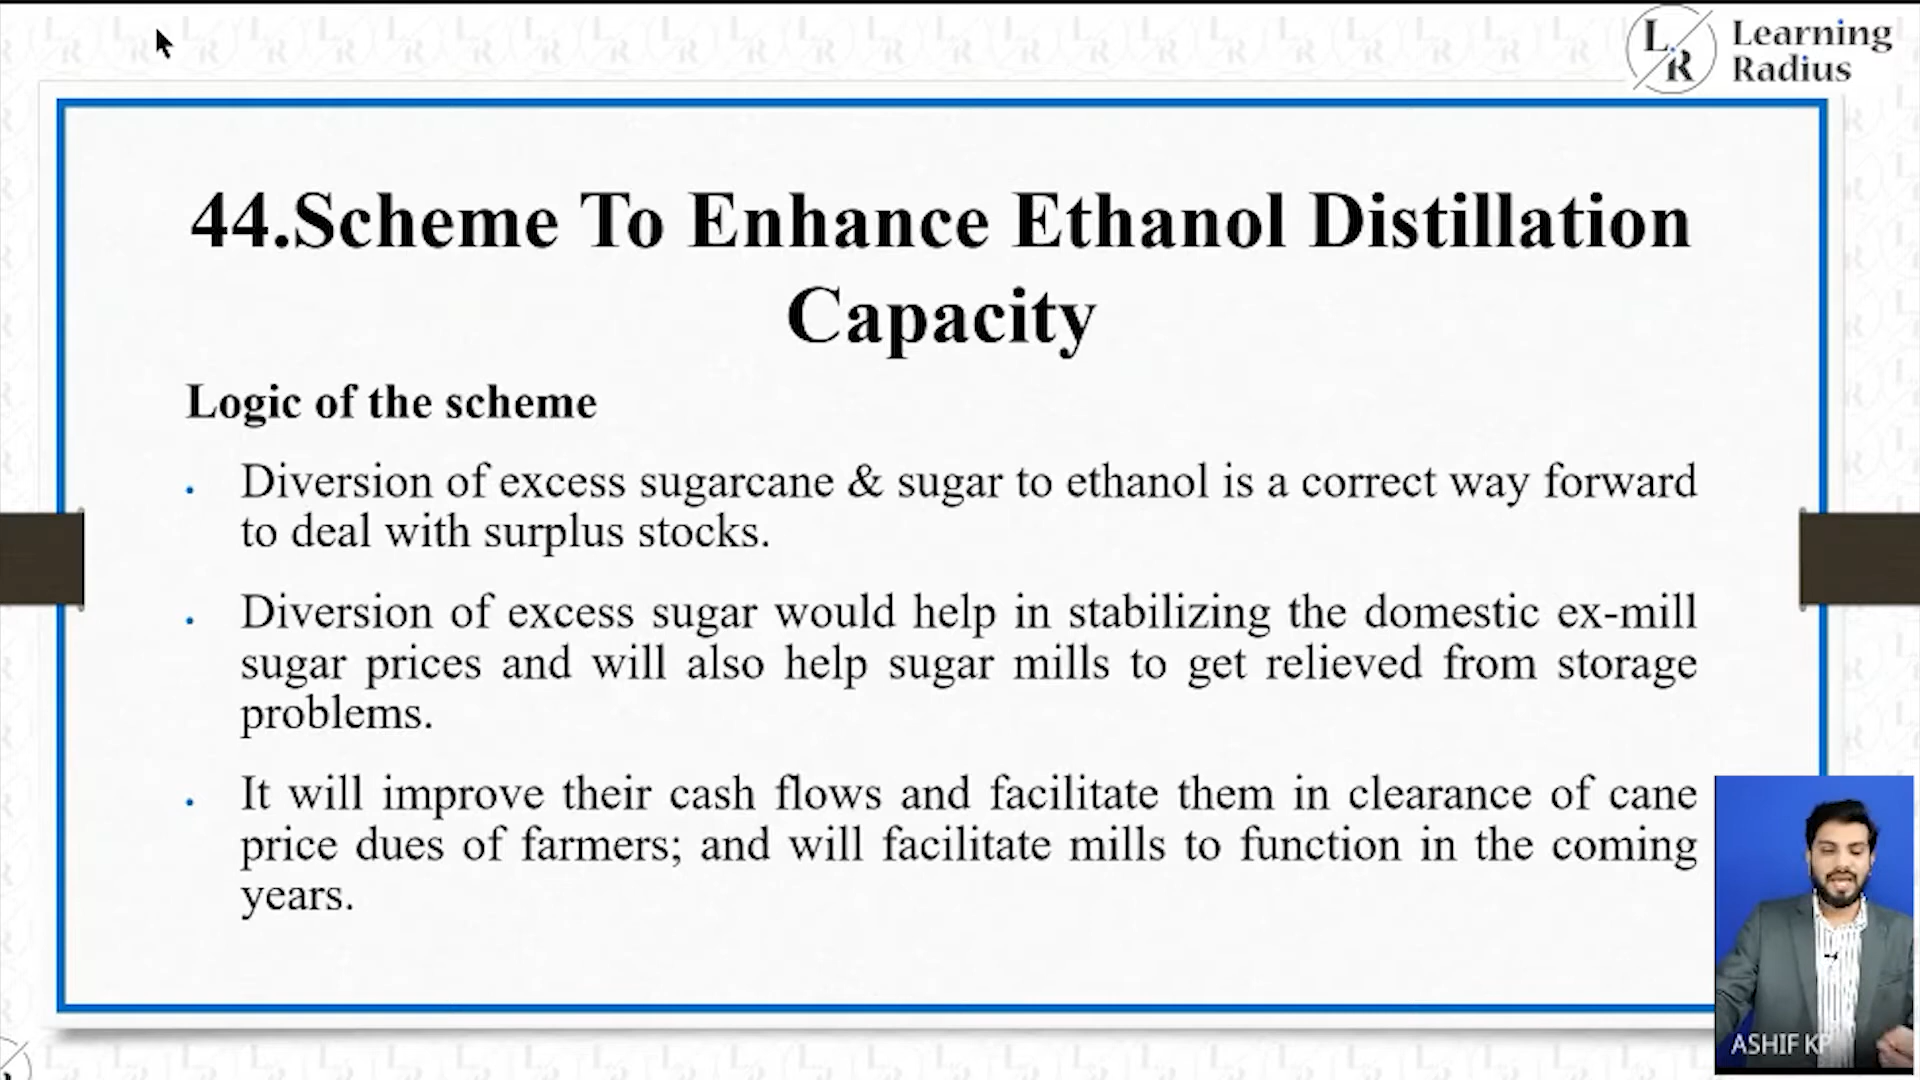 L
R
Learning
Radius
44.Scheme To Enhance Ethanol Distillation
Capacity
Logic of the scheme
Diversion of excess sugarcane & sugar to ethanol is a correct way forward
to deal with surplus stocks.
Diversion of excess sugar would help in stabilizing the domestic ex-mill
sugar prices and will also help sugar mills to get relieved from storage
problems.
It will improve their cash flows and facilitate them in clearance of cane
price dues of farmers; and will facilitate mills to function in the coming
years.
ASHIF KP